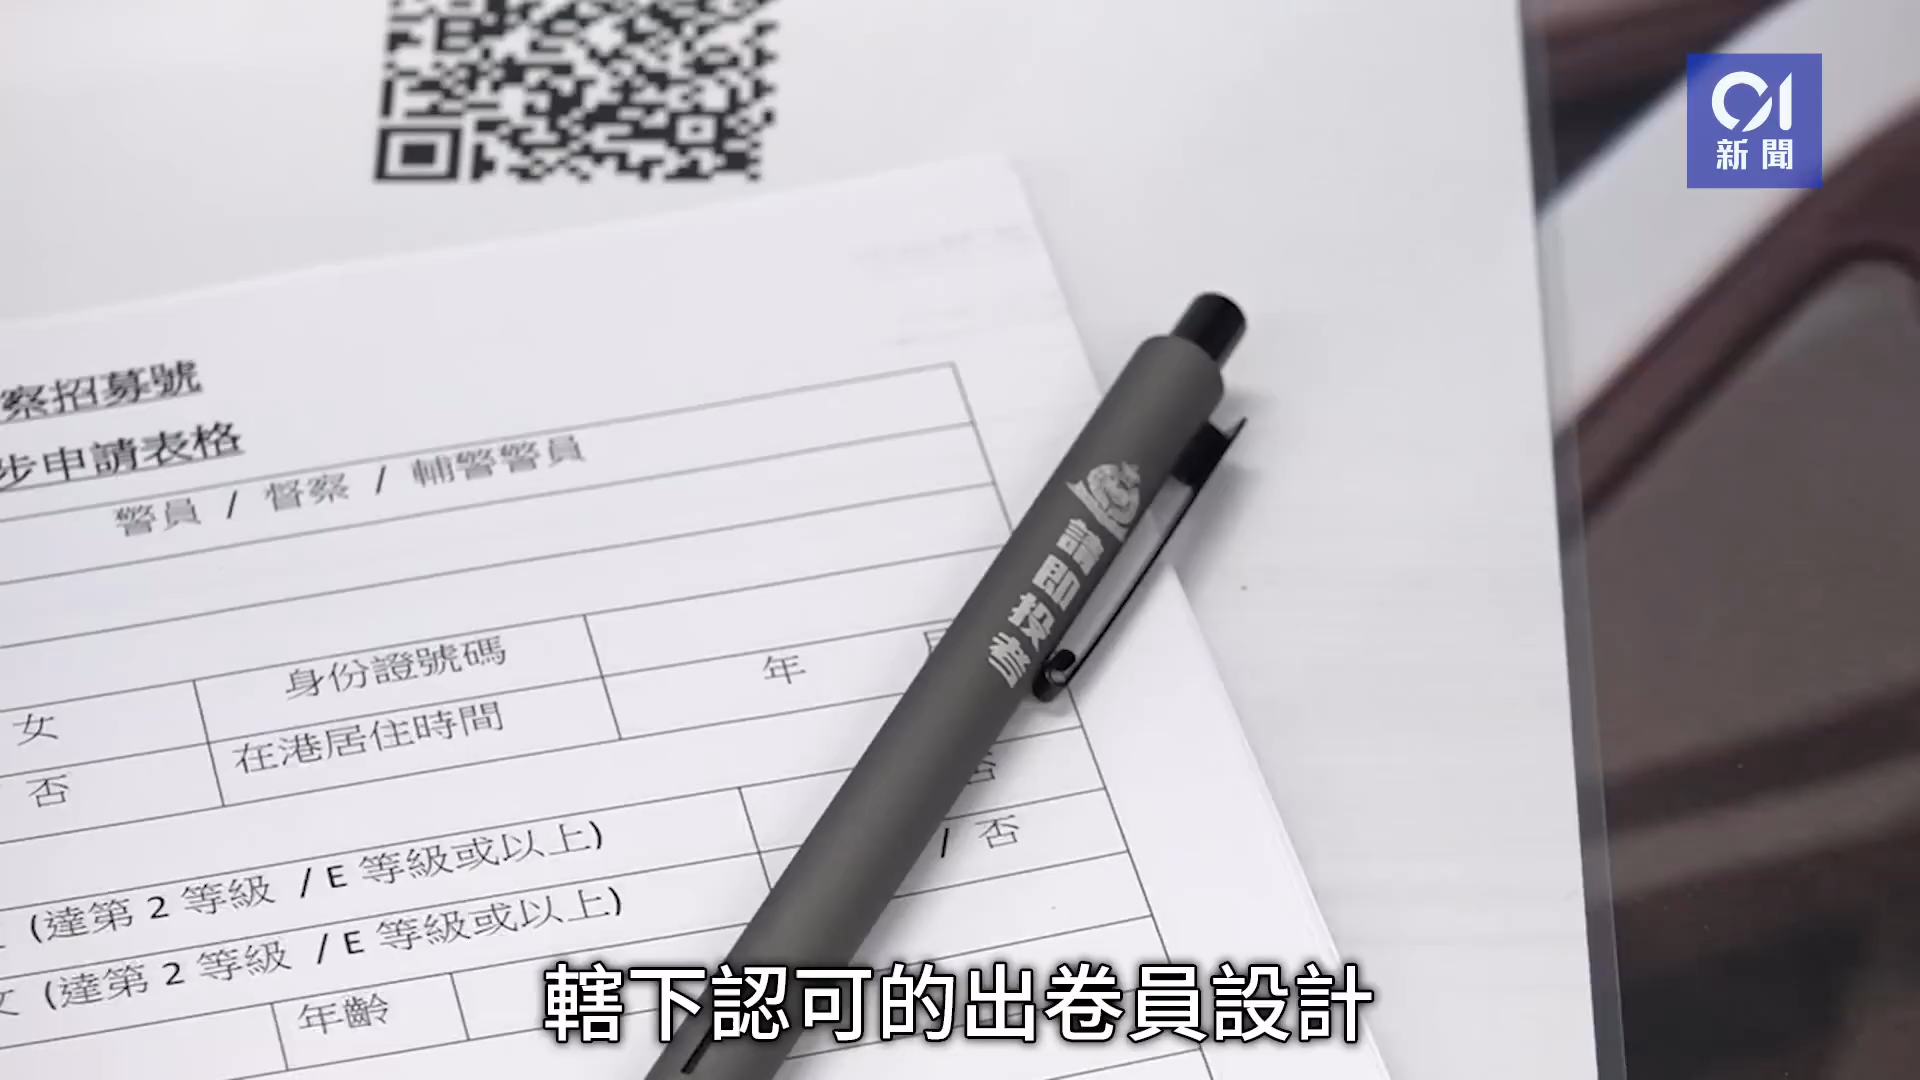 01
新聞
察招募號
步申請表格
警員 / 督察 / 輔警警員
請即投考
身份證號碼
女
在港居住時間
年
否
否
(達第 2 等級 / E 等級或以上)
/ 否
(達第 2 等級 / E 等級或以上)
年齡
轄下認可的出卷員設計